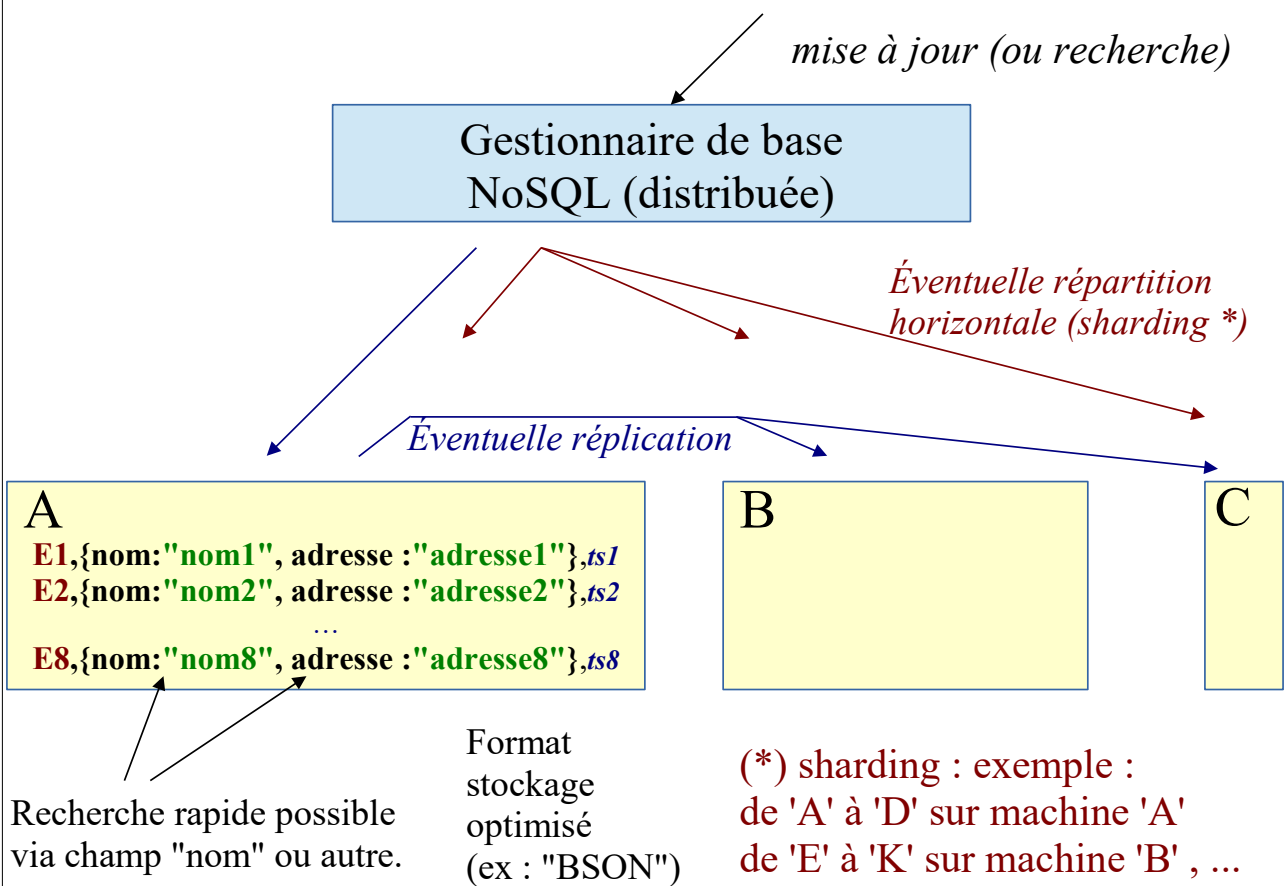 mise à jour (ou recherche)
Gestionnaire de base
NoSQL (distribuée)
Éventuelle répartition
horizontale (sharding *)
Éventuelle réplication
A
E1,{nom:"nom1", adresse :"adresse1"},ts1
E2,{nom:"nom2", adresse :"adresse2"},ts2
…
E8,{nom:"nom8", adresse :"adresse8"},ts8
B
C
Recherche rapide possible
via champ "nom" ou autre.
Format
stockage
optimisé
(ex : "BSON")
(*) sharding : exemple :
de 'A' à 'D' sur machine 'A'
de 'E' à 'K' sur machine 'B' , ...